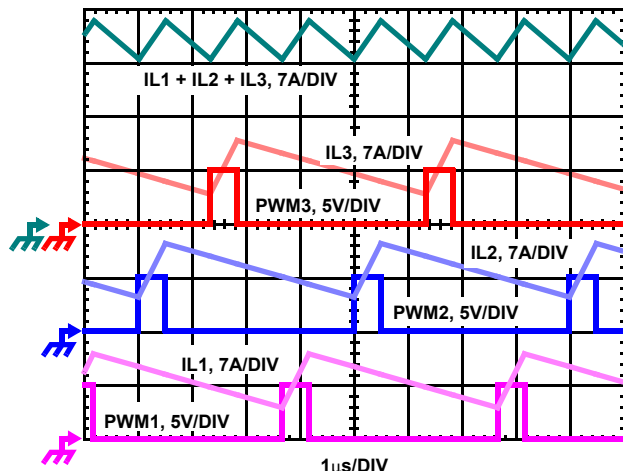 IL1 + IL2 + IL3, 7A/DIV
IL3, 7A/DIV
PWM3, 5V/DIV
IL2, 7A/DIV
PWM2, 5V/DIV
IL1, 7A/DIV
PWM1, 5V/DIV
1µs/DIV